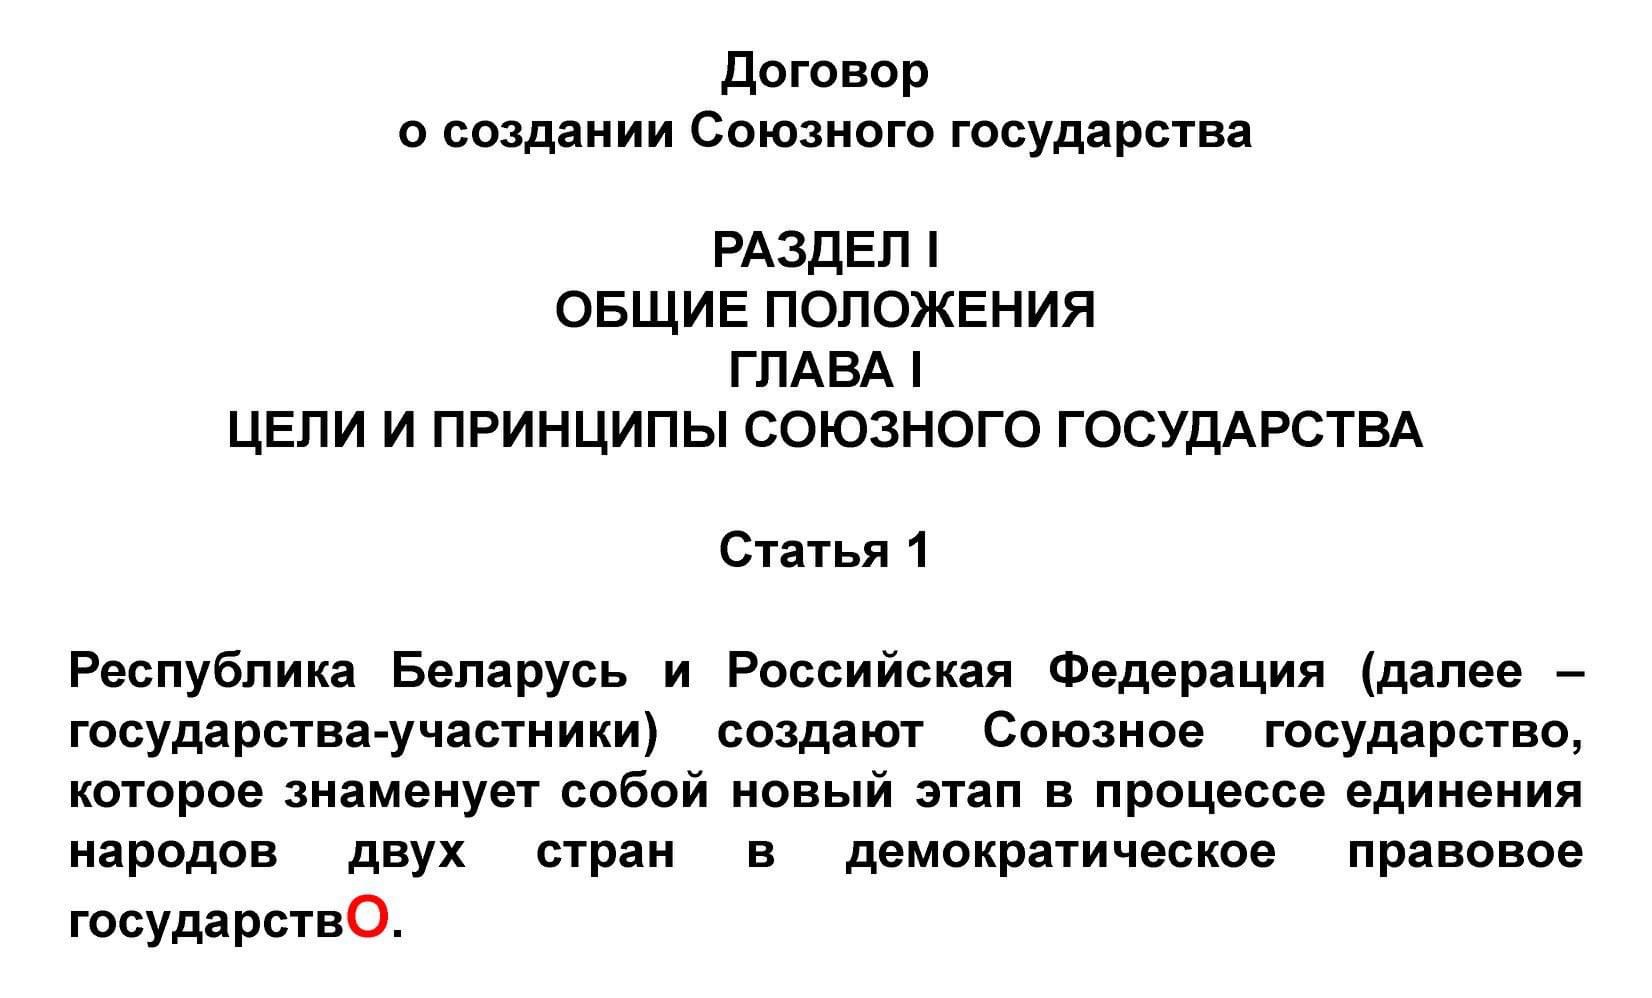 Договор
о создании Союзного государства
РАЗДЕЛ I
ОБЩИЕ ПОЛОЖЕНИЯ
ГЛАВА I
ЦЕЛИ И ПРИНЦИПЫ СОЮЗНОГО ГОСУДАРСТВА
Статья 1
Республика Беларусь и Российская Федерация (далее –
государства-участники) создают Союзное государство,
которое знаменует собой новый этап в процессе единения
народов двух стран в демократическое правовое
государствО.